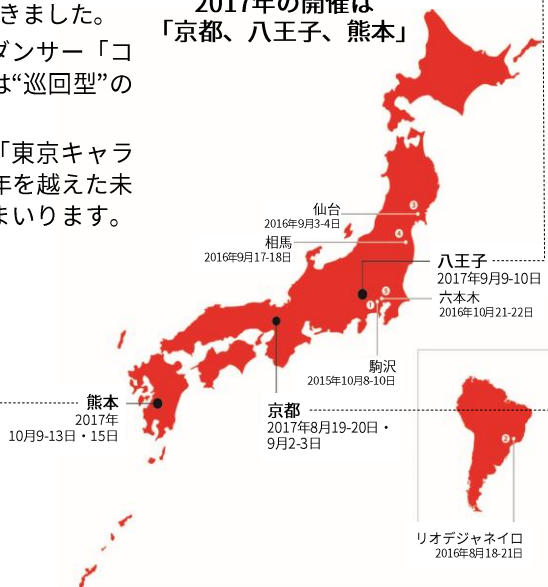 きました。
ダンサー「コ
は“巡回型”の
「東京キャラ
年を越えた未
まいります。
2017年の開催は
「京都、八王子、熊本」
仙台
2016年9月3-4日
相馬
2016年9月17-18日
八王子
2017年9月9-10日
六本木
2016年10月21-22日
駒沢
2015年10月8-10日
熊本
2017年
10月9-13日・15日
京都
2017年8月19-20日・
9月2-3日
リオデジャネイロ
2016年8月18-21日
3
4
5
1
2